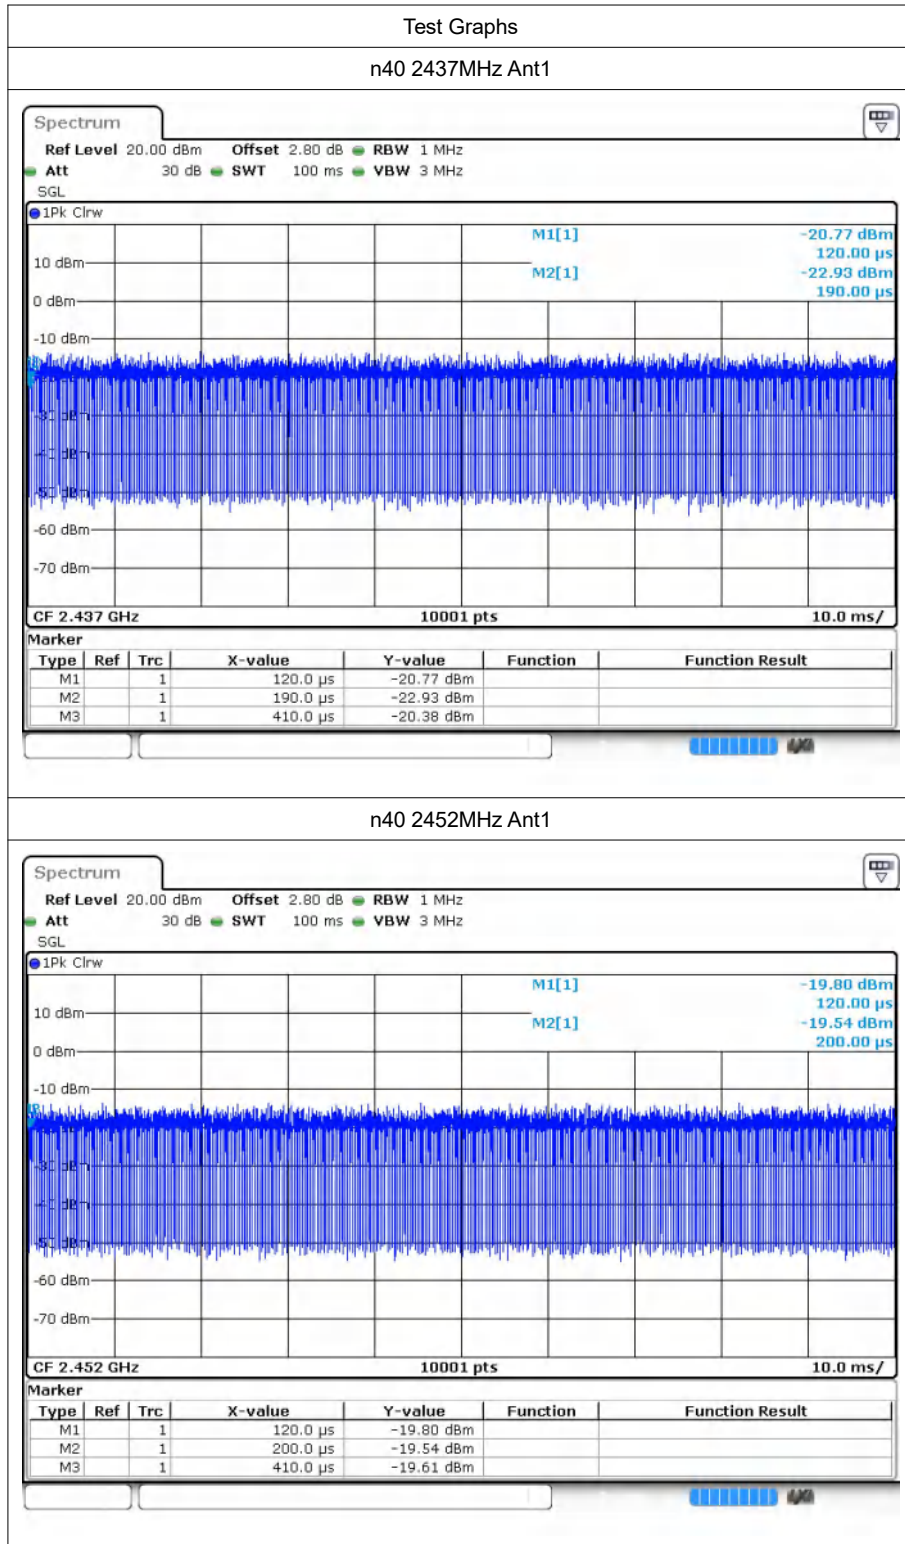 Test Graphs
n40 2437MHz Ant1
Spectrum
Ref Level 20.00 dBm Offset 2.80 dB RBW 1 MHz
Att 30 dB SWT 100 ms VBW 3 MHz
SGL
1Pk Clrw
M1[1] -20.77 dBm
120.00 µs
10 dBm
M2[1] -22.93 dBm
190.00 µs
0 dBm
-10 dBm
-60 dBm
-70 dBm
CF 2.437 GHz 10001 pts 10.0 ms/
Marker
Type Ref Trc X-value Y-value Function Function Result
M1 1 120.0 µs -20.77 dBm
M2 1 190.0 µs -22.93 dBm
M3 1 410.0 µs -20.38 dBm
n40 2452MHz Ant1
Spectrum
Ref Level 20.00 dBm Offset 2.80 dB RBW 1 MHz
Att 30 dB SWT 100 ms VBW 3 MHz
SGL
1Pk Clrw
M1[1] -19.80 dBm
120.00 µs
10 dBm
M2[1] -19.54 dBm
200.00 µs
0 dBm
-10 dBm
-60 dBm
-70 dBm
CF 2.452 GHz 10001 pts 10.0 ms/
Marker
Type Ref Trc X-value Y-value Function Function Result
M1 1 120.0 µs -19.80 dBm
M2 1 200.0 µs -19.54 dBm
M3 1 410.0 µs -19.61 dBm